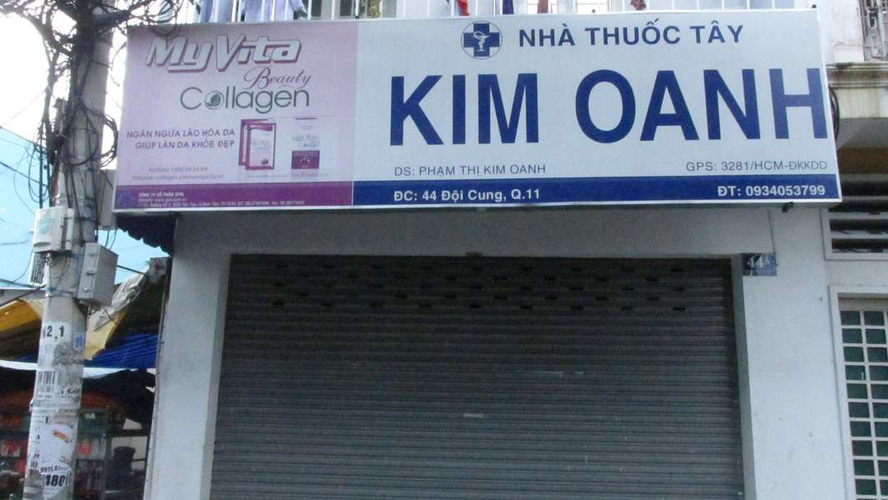 MyVita
Beauty
Collagen
NGĂN NGỪA LÃO HÓA DA
GIÚP LÀN DA KHỎE ĐẸP
NHÀ THUỐC TÂY
KIM OANH
DS: PHẠM THỊ KIM OANH
GPS: 3281/HCM-ĐKKDD
ĐC: 44 Đội Cung, Q.11
ĐT: 0934053799
44